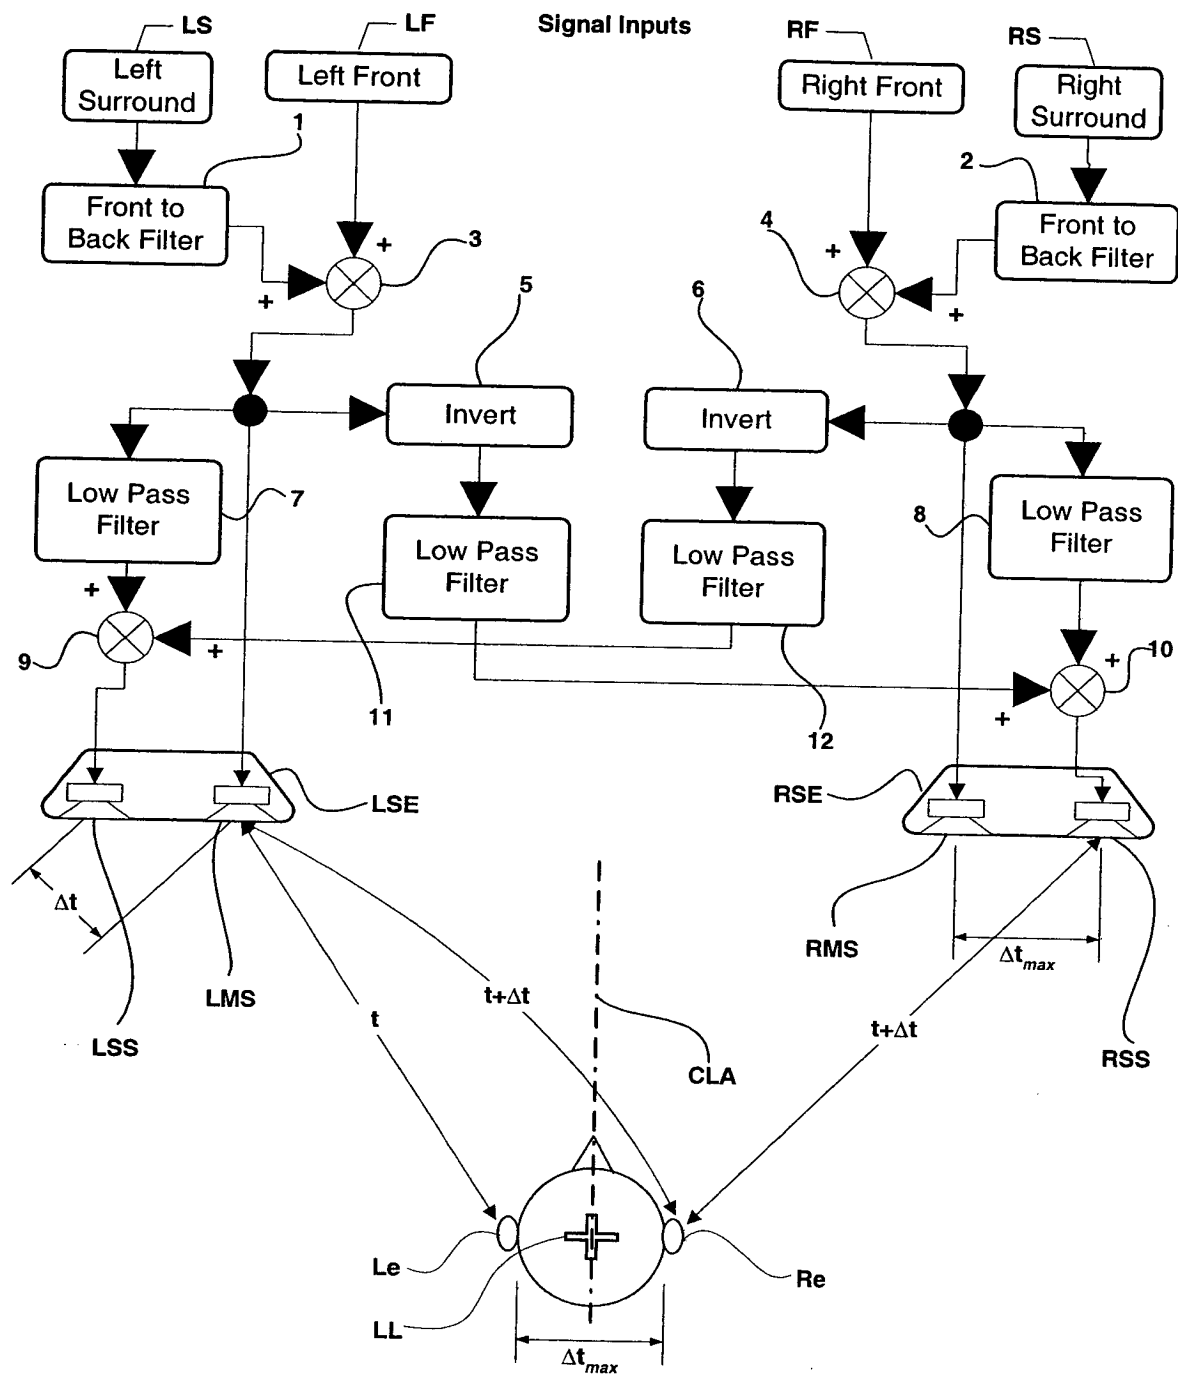 Signal Inputs
LS
LF
RF
RS
Left
Surround
Left Front
Right Front
Right
Surround
1
2
Front to
Back Filter
3
4
Front to
Back Filter
+
+
+
+
5
6
Invert
Invert
Low Pass
Filter
7
8
Low Pass
Filter
Low Pass
Filter
Low Pass
Filter
+
9
+
+
10
+
11
12
LSE
RSE
Δt
LMS
LSS
RMS
Δtmax
RSS
t
t+Δt
t+Δt
CLA
Le
Re
LL
Δtmax